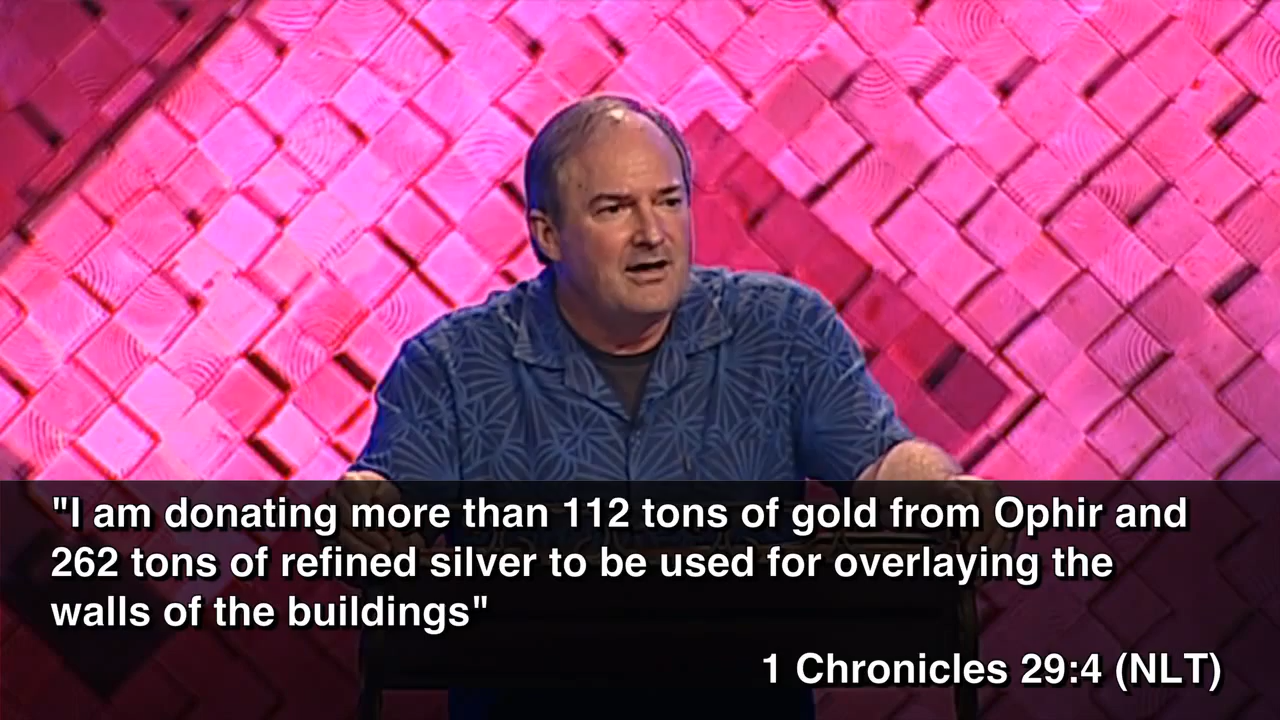 "I am donating more than 112 tons of gold from Ophir and
262 tons of refined silver to be used for overlaying the
walls of the buildings"
1 Chronicles 29:4 (NLT)